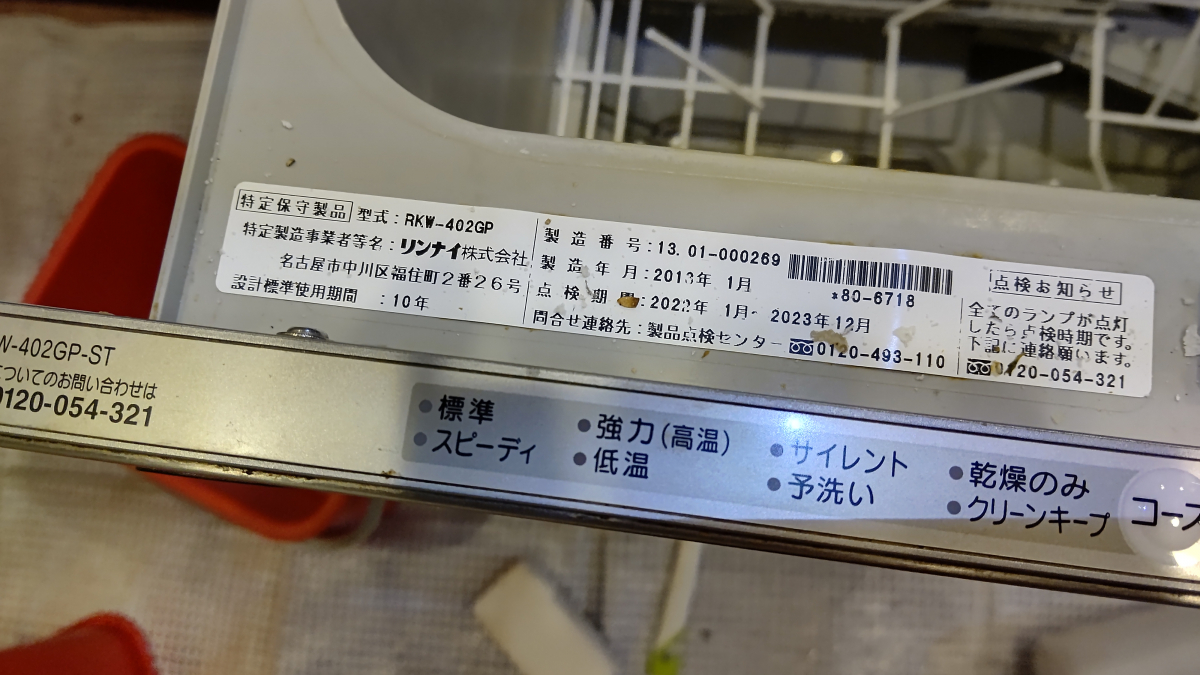 特定保守製品 型式：RKW-402GP
特定製造事業者等名：リンナイ株式会社
名古屋市中川区福住町２番２６号
設計標準使用期間 ：10年
製造番号：13.01-000269
製造年月：2013年 1月
*80-6718
点検期間：2022年 1月~ 2023年12月
問合せ連絡先：製品点検センター 0120-493-110
点検お知らせ
全てのランプが点灯
したら点検時期です。
下記に連絡願います。
0120-054-321
W-402GP-ST
についてのお問い合わせは
0120-054-321
標準
スピーディ
強力(高温)
低温
サイレント
予洗い
乾燥のみ
クリーンキープ
コース